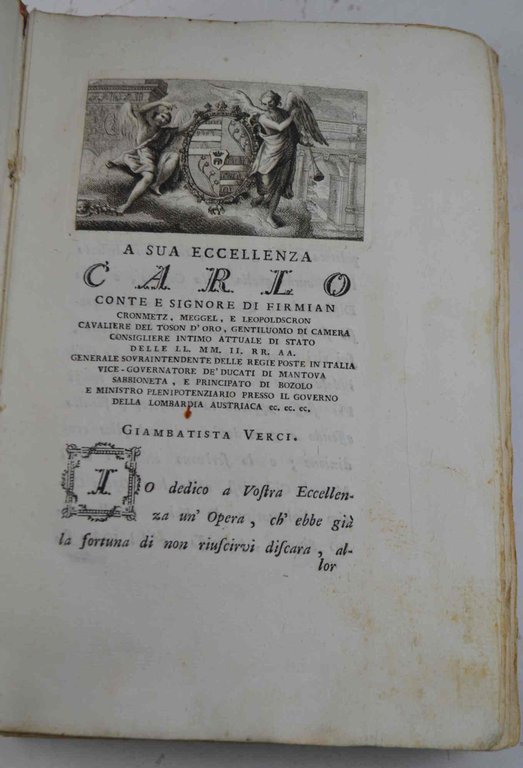 A SUA ECCELLENZA
CARLO
CONTE E SIGNORE DI FIRMIAN
CRONMETZ, MEGGEL, E LEOPOLDSCRON
CAVALIERE DEL TOSON D'ORO, GENTILUOMO DI CAMERA
CONSIGLIERE INTIMO ATTUALE DI STATO
DELLE LL. MM. II. RR. AA.
GENERALE SOVRAINTENDENTE DELLE REGIE POSTE IN ITALIA
VICE-GOVERNATORE DE' DUCATI DI MANTOVA
SABBIONETA, E PRINCIPATO DI BOZOLO
E MINISTRO PLENIPOTENZIARIO PRESSO IL GOVERNO
DELLA LOMBARDIA AUSTRIACA ec. ec. ec.
GIAMBATISTA VERCI.
IO dedico a Voſtra Eccellen-
za un' Opera, ch' ebbe già
la fortuna di non riuſcirvi diſcara, al-
lor